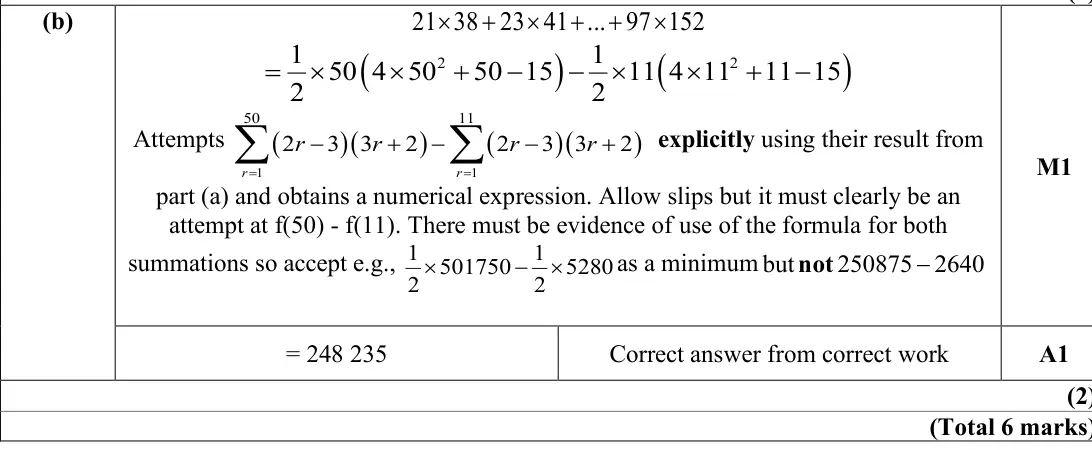 (b)
21×38+23×41+...+97×152
= 1/2 ×50(4×50²+50−15)− 1/2 ×11(4×11²+11−15)
Attempts ∑_{r=1}^{50}(2r−3)(3r+2)−∑_{r=1}^{11}(2r−3)(3r+2) explicitly using their result from
part (a) and obtains a numerical expression. Allow slips but it must clearly be an
attempt at f(50) - f(11). There must be evidence of use of the formula for both
summations so accept e.g., 1/2 ×501750− 1/2 ×5280 as a minimum but not 250875−2640
M1
= 248 235
Correct answer from correct work
A1
(2)
(Total 6 marks)